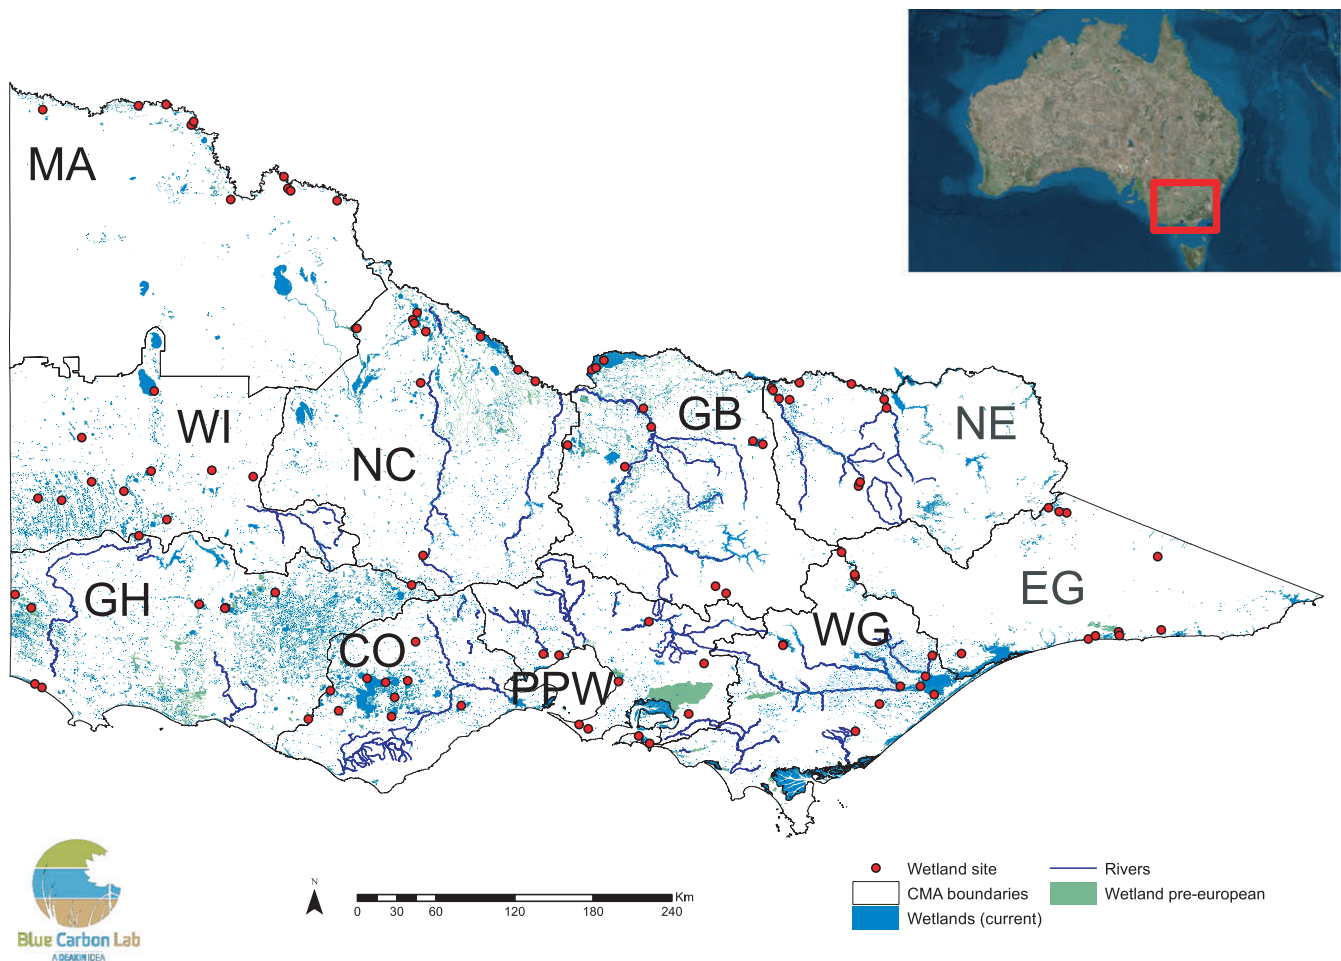 MA
WI
NC
GB
NE
GH
CO
PPW
WG
EG
Wetland site
CMA boundaries
Wetlands (current)
Rivers
Wetland pre-european
N
Km
0 30 60 120 180 240
Blue Carbon Lab
A DEAKIN IDEA